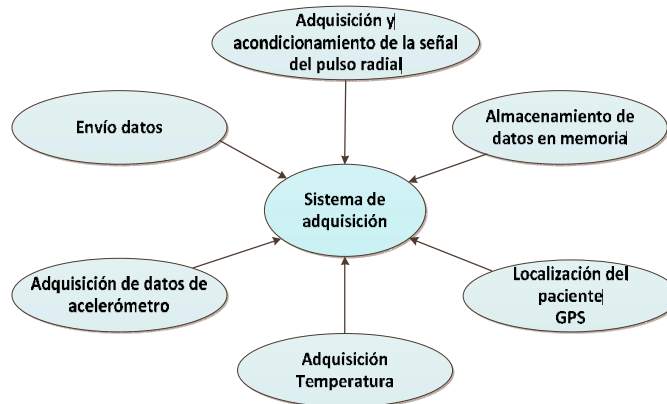 Adquisición y
acondicionamiento de la señal
del pulso radial
Envío datos
Almacenamiento de
datos en memoria
Sistema de
adquisición
Adquisición de datos de
acelerómetro
Localización del
paciente
GPS
Adquisición
Temperatura